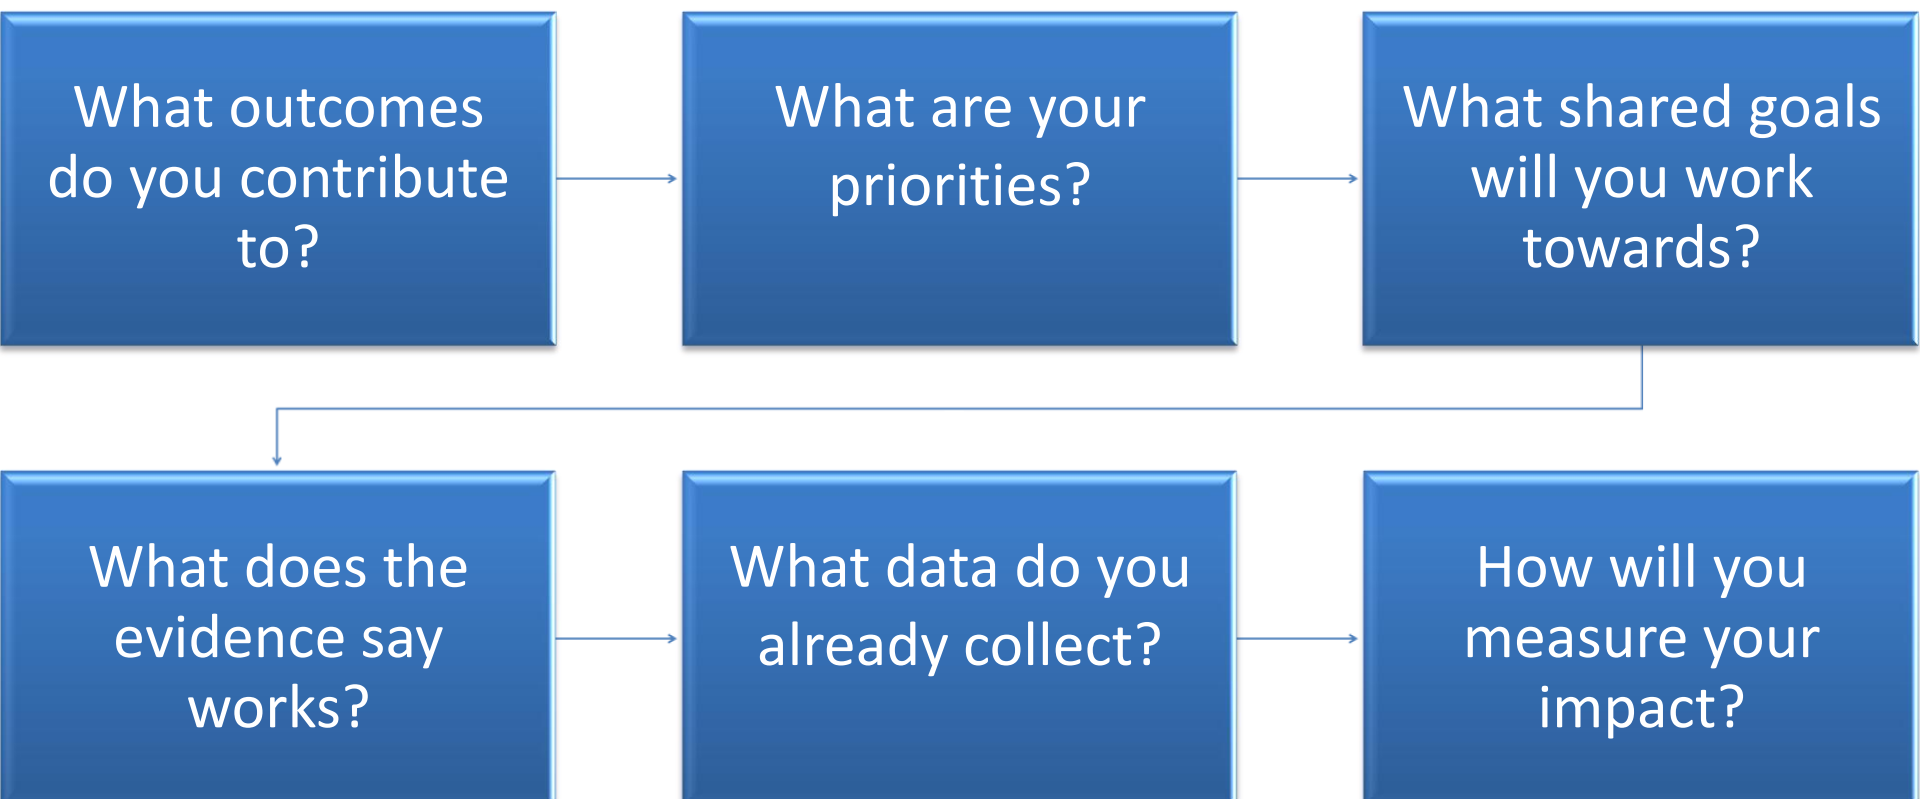 What outcomes
do you contribute
to?
What are your
priorities?
What shared goals
will you work
towards?
What does the
evidence say
works?
What data do you
already collect?
How will you
measure your
impact?